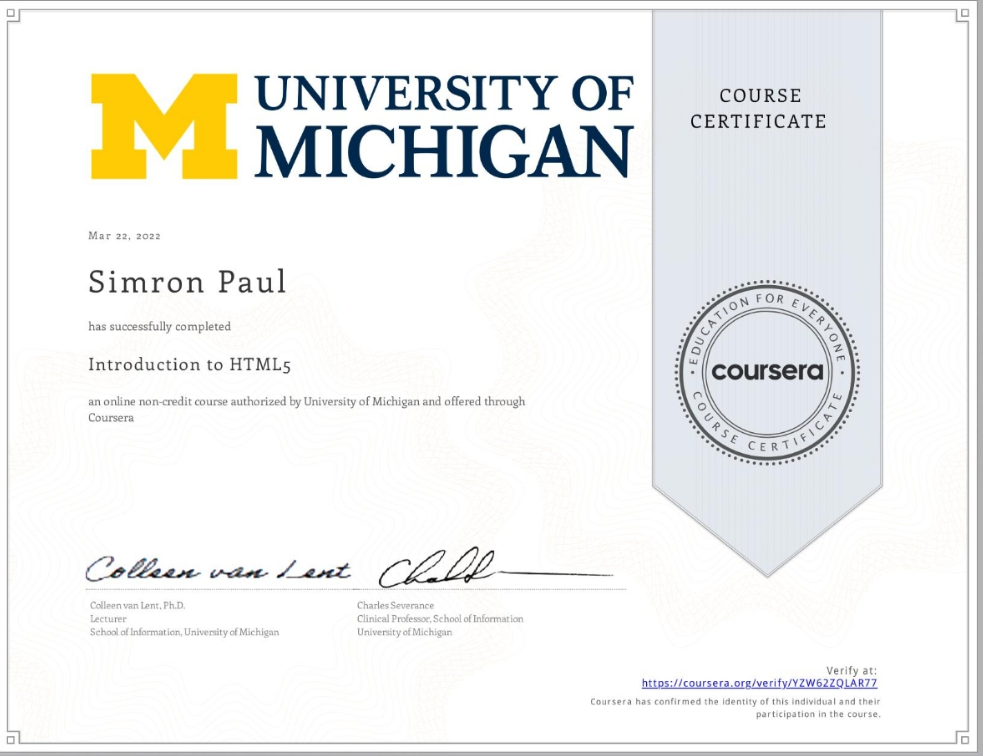 UNIVERSITY OF
MICHIGAN
COURSE
CERTIFICATE
Mar 22, 2022
Simron Paul
has successfully completed
Introduction to HTML5
an online non-credit course authorized by University of Michigan and offered through
Coursera
EDUCATION FOR EVERYONE
coursera
COURSE CERTIFICATE
Colleen van Lent
Colleen van Lent, Ph.D.
Lecturer
School of Information, University of Michigan
Charles Severance
Clinical Professor, School of Information
University of Michigan
Verify at:
https://coursera.org/verify/YZW62ZQLAR77
Coursera has confirmed the identity of this individual and their
participation in the course.